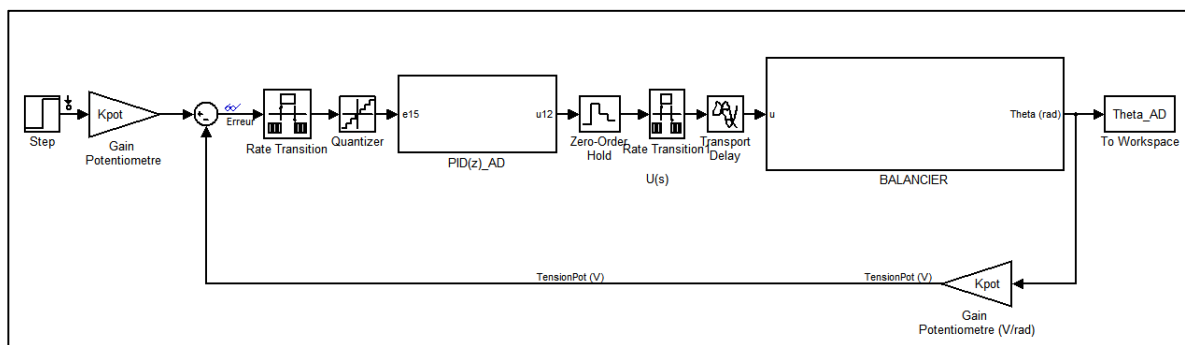 Step
Kpot
Gain
Potentiometre
Erreur
Rate Transition
Quantizer
e15
u12
PID(z)_AD
Zero-Order
Hold
Rate Transition1
U(s)
Transport
Delay
u
Theta (rad)
BALANCIER
Theta_AD
To Workspace
TensionPot (V)
TensionPot (V)
Kpot
Gain
Potentiometre (V/rad)